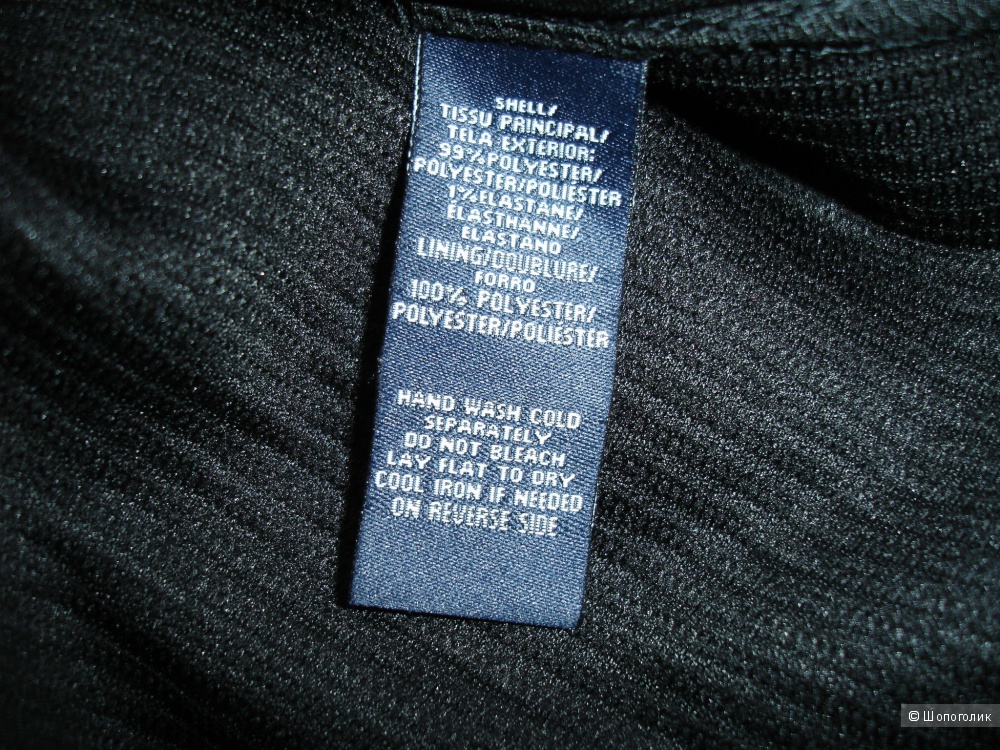 SHELL/
TISSU PRINCIPAL/
TELA EXTERIOR:
99% POLYESTER/
POLYESTER/POLIESTER
1% ELASTANE/
ELASTHANNE/
ELASTANO
LINING/DOUBLURE/
FORRO
100% POLYESTER/
POLYESTER/POLIESTER
HAND WASH COLD
SEPARATELY
DO NOT BLEACH
LAY FLAT TO DRY
COOL IRON IF NEEDED
ON REVERSE SIDE
© Шопоголик